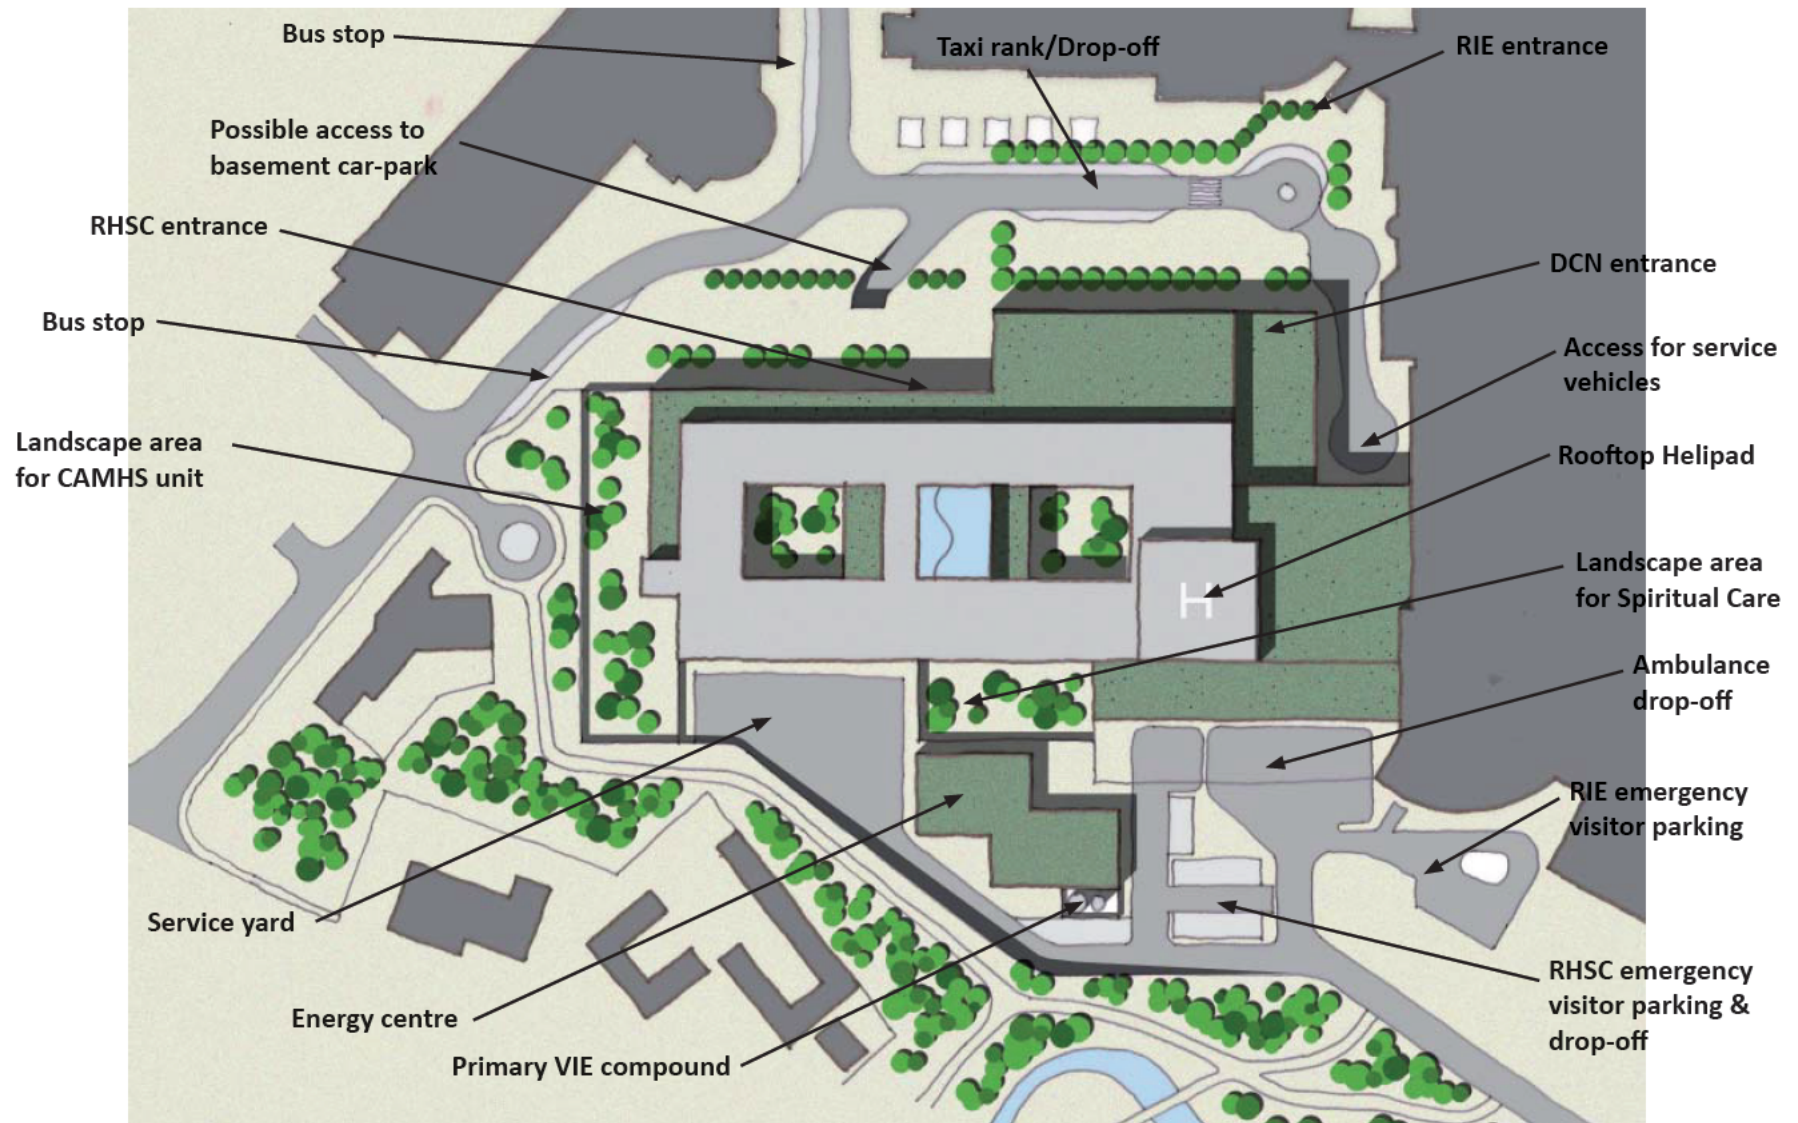 Bus stop
Taxi rank/Drop-off
RIE entrance
Possible access to
basement car-park
RHSC entrance
DCN entrance
Bus stop
Access for service
vehicles
Landscape area
for CAMHS unit
Rooftop Helipad
Landscape area
for Spiritual Care
H
Ambulance
drop-off
RIE emergency
visitor parking
Service yard
RHSC emergency
visitor parking &
drop-off
Energy centre
Primary VIE compound